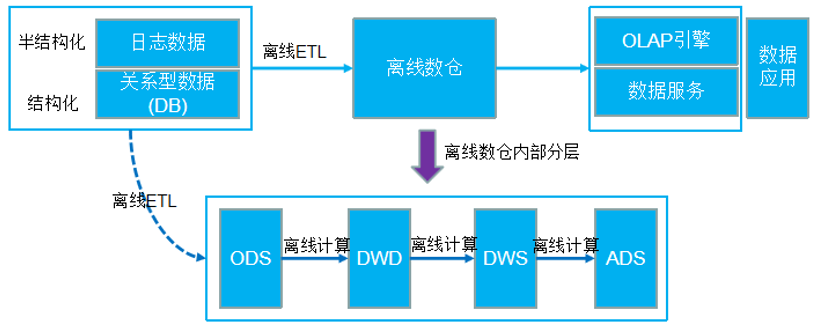 半结构化
日志数据
结构化
关系型数据
(DB)
离线ETL
离线数仓
OLAP引擎
数据服务
数据
应用
离线数仓内部分层
离线ETL
ODS
离线计算
DWD
离线计算
DWS
离线计算
ADS